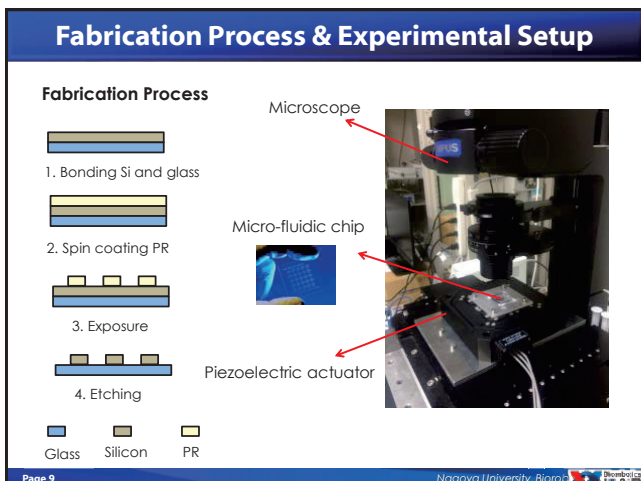 Fabrication Process & Experimental Setup
Fabrication Process
1. Bonding Si and glass
2. Spin coating PR
3. Exposure
4. Etching
Glass Silicon PR
Microscope
Micro-fluidic chip
Piezoelectric actuator
Page 9
Nagoya University,